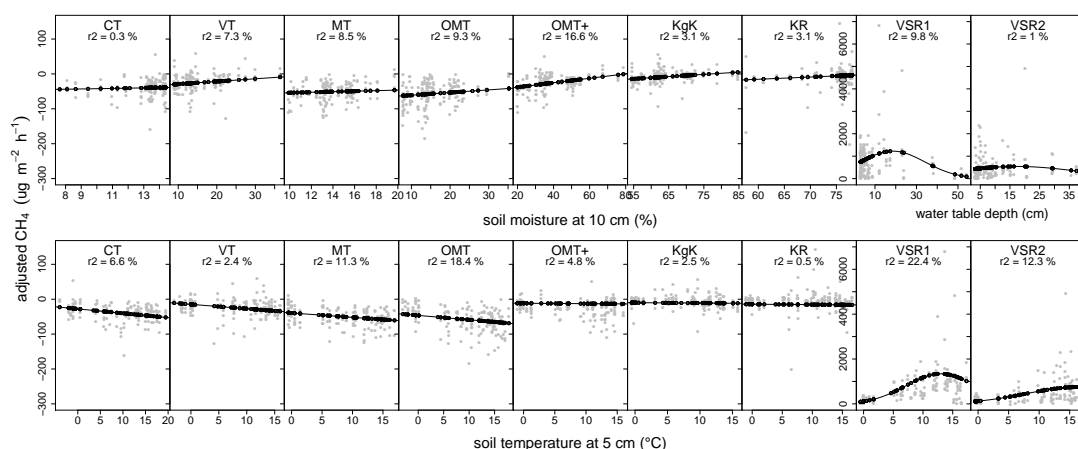 CT VT MT OMT OMT+ KgK KR VSR1 VSR2
r2 = 0.3 % r2 = 7.3 % r2 = 8.5 % r2 = 9.3 % r2 = 16.6 % r2 = 3.1 % r2 = 3.1 % r2 = 9.8 % r2 = 1 %
100 0 −100 −200 −300
0 2000 4000 6000
8 9 11 13 10 20 30 10 12 14 16 18 20 10 20 30 40 20 30 40 50 60 70 80 55 65 75 85 55 60 65 70 75 10 20 30 40 50 5 15 25 35
soil moisture at 10 cm (%)
water table depth (cm)
adjusted CH₄ (ug m⁻² h⁻¹)
CT VT MT OMT OMT+ KgK KR VSR1 VSR2
r2 = 6.6 % r2 = 2.4 % r2 = 11.3 % r2 = 18.4 % r2 = 4.8 % r2 = 2.5 % r2 = 0.5 % r2 = 22.4 % r2 = 12.3 %
100 0 −100 −200 −300
0 2000 4000 6000
0 5 10 15 20 0 5 10 15 0 5 10 15 0 5 10 15 0 5 10 15 0 5 10 15 0 5 10 15 0 5 10 15 0 5 10 15
soil temperature at 5 cm (°C)